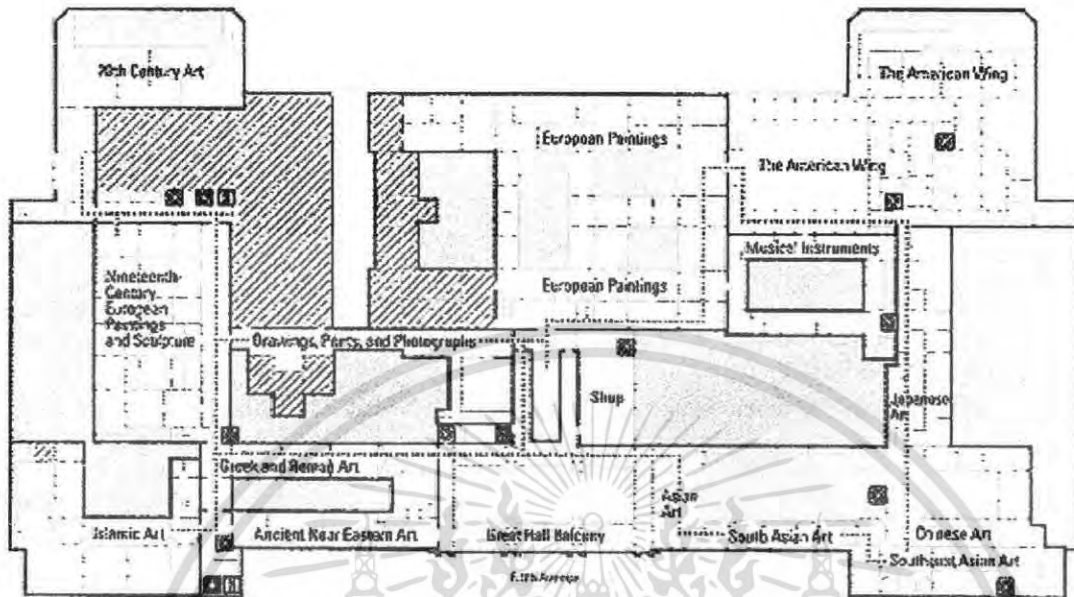 20th Century Art
The American Wing
European Paintings
The American Wing
Musical Instruments
Nineteenth-
Century
European
Paintings
and Sculpture
European Paintings
Drawings, Prints, and Photographs
Shop
Japanese
Art
Greek and Roman Art
Asian
Art
Islamic Art
Ancient Near Eastern Art
Great Hall Balcony
South Asian Art
Chinese Art
Southeast Asian Art
Fifth Avenue